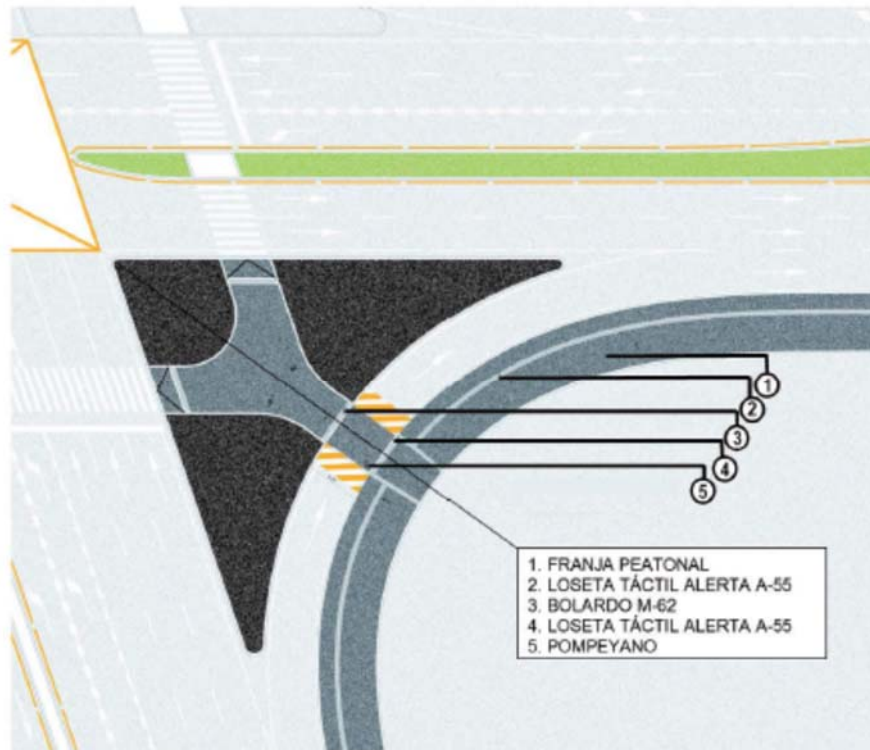 1
2
3
4
5
1. FRANJA PEATONAL
2. LOSETA TÁCTIL ALERTA A-55
3. BOLARDO M-62
4. LOSETA TÁCTIL ALERTA A-55
5. POMPEYANO